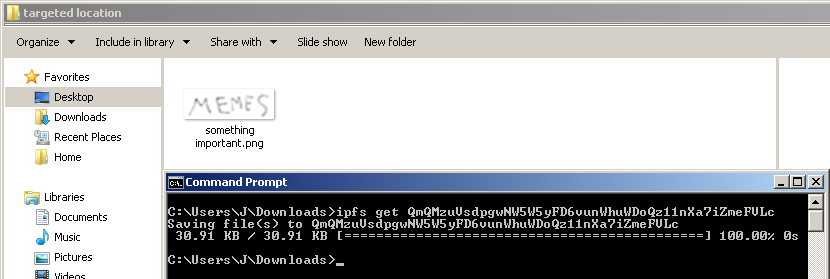 targeted location
Organize Include in library Share with Slide show New folder
Favorites
Desktop
Downloads
Recent Places
Home
Libraries
Documents
Music
Pictures
Videos
MEMES
something
important.png
C:\. Command Prompt
C:\Users\J\Downloads>ipfs get QmQMzuVsdpgwNW5W5yFD6vunWhuWDoQz11nXa7iZmeFVLc
Saving file(s) to QmQMzuVsdpgwNW5W5yFD6vunWhuWDoQz11nXa7iZmeFVLc
30.91 KB / 30.91 KB [============================================] 100.00% 0s
C:\Users\J\Downloads>_